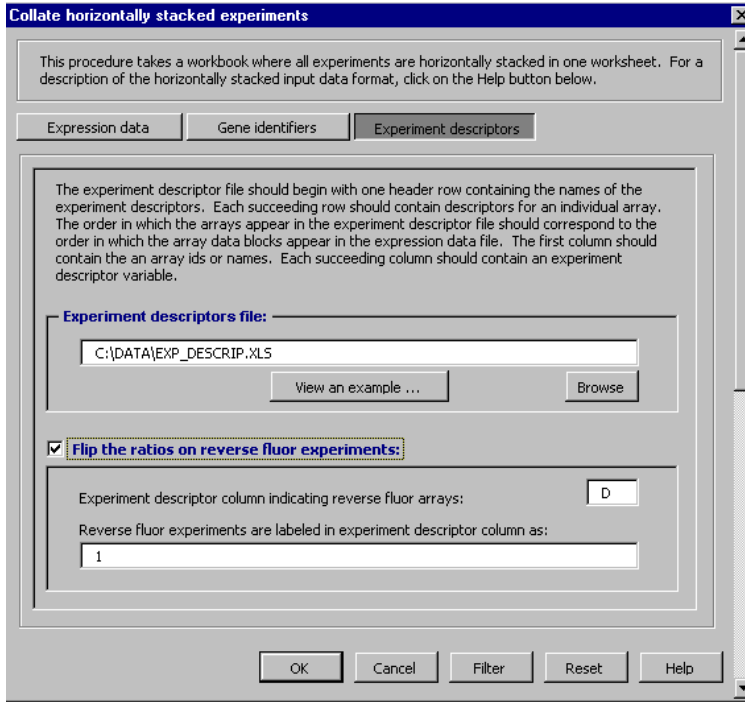 Collate horizontally stacked experiments
This procedure takes a workbook where all experiments are horizontally stacked in one worksheet. For a
description of the horizontally stacked input data format, click on the Help button below.
Expression data
Gene identifiers
Experiment descriptors
The experiment descriptor file should begin with one header row containing the names of the
experiment descriptors. Each succeeding row should contain descriptors for an individual array.
The order in which the arrays appear in the experiment descriptor file should correspond to the
order in which the array data blocks appear in the expression data file. The first column should
contain the an array ids or names. Each succeeding column should contain an experiment
descriptor variable.
Experiment descriptors file:
C:\DATA\EXP_DESCRIP.XLS
View an example ...
Browse
Flip the ratios on reverse fluor experiments:
Experiment descriptor column indicating reverse fluor arrays:
D
Reverse fluor experiments are labeled in experiment descriptor column as:
1
OK
Cancel
Filter
Reset
Help